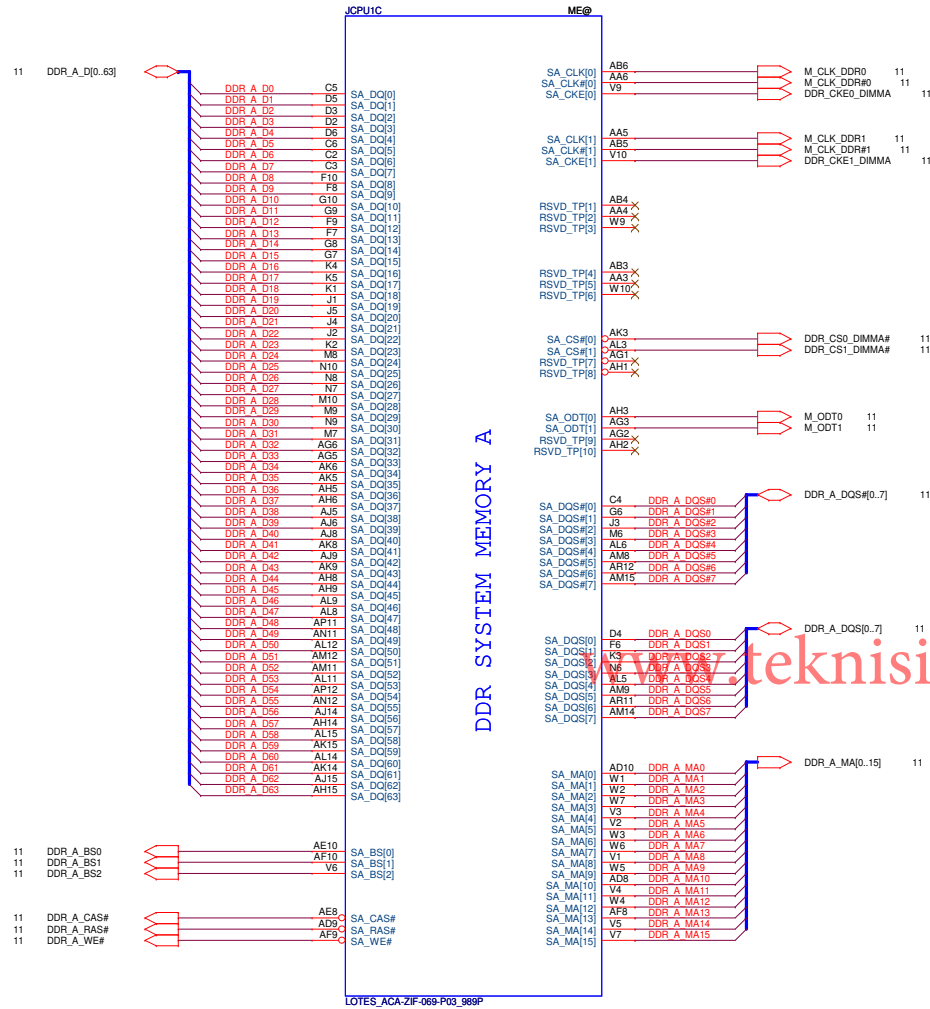 JCPU1C ME@
11 DDR_A_D[0..63]
DDR_A_D0 C5 SA_DQ[0]
DDR_A_D1 D5 SA_DQ[1]
DDR_A_D2 D3 SA_DQ[2]
DDR_A_D3 D2 SA_DQ[3]
DDR_A_D4 D6 SA_DQ[4]
DDR_A_D5 C6 SA_DQ[5]
DDR_A_D6 C2 SA_DQ[6]
DDR_A_D7 C3 SA_DQ[7]
DDR_A_D8 F10 SA_DQ[8]
DDR_A_D9 F8 SA_DQ[9]
DDR_A_D10 G10 SA_DQ[10]
DDR_A_D11 G9 SA_DQ[11]
DDR_A_D12 F9 SA_DQ[12]
DDR_A_D13 F7 SA_DQ[13]
DDR_A_D14 G8 SA_DQ[14]
DDR_A_D15 G7 SA_DQ[15]
DDR_A_D16 K4 SA_DQ[16]
DDR_A_D17 K5 SA_DQ[17]
DDR_A_D18 K1 SA_DQ[18]
DDR_A_D19 J1 SA_DQ[19]
DDR_A_D20 J5 SA_DQ[20]
DDR_A_D21 J4 SA_DQ[21]
DDR_A_D22 J2 SA_DQ[22]
DDR_A_D23 K2 SA_DQ[23]
DDR_A_D24 M8 SA_DQ[24]
DDR_A_D25 N10 SA_DQ[25]
DDR_A_D26 N8 SA_DQ[26]
DDR_A_D27 N7 SA_DQ[27]
DDR_A_D28 M10 SA_DQ[28]
DDR_A_D29 M9 SA_DQ[29]
DDR_A_D30 N9 SA_DQ[30]
DDR_A_D31 M7 SA_DQ[31]
DDR_A_D32 AG6 SA_DQ[32]
DDR_A_D33 AG5 SA_DQ[33]
DDR_A_D34 AK6 SA_DQ[34]
DDR_A_D35 AK5 SA_DQ[35]
DDR_A_D36 AH5 SA_DQ[36]
DDR_A_D37 AH6 SA_DQ[37]
DDR_A_D38 AJ5 SA_DQ[38]
DDR_A_D39 AJ6 SA_DQ[39]
DDR_A_D40 AJ8 SA_DQ[40]
DDR_A_D41 AK8 SA_DQ[41]
DDR_A_D42 AJ9 SA_DQ[42]
DDR_A_D43 AK9 SA_DQ[43]
DDR_A_D44 AH8 SA_DQ[44]
DDR_A_D45 AH9 SA_DQ[45]
DDR_A_D46 AL9 SA_DQ[46]
DDR_A_D47 AL8 SA_DQ[47]
DDR_A_D48 AP11 SA_DQ[48]
DDR_A_D49 AN11 SA_DQ[49]
DDR_A_D50 AL12 SA_DQ[50]
DDR_A_D51 AM12 SA_DQ[51]
DDR_A_D52 AM11 SA_DQ[52]
DDR_A_D53 AL11 SA_DQ[53]
DDR_A_D54 AP12 SA_DQ[54]
DDR_A_D55 AN12 SA_DQ[55]
DDR_A_D56 AJ14 SA_DQ[56]
DDR_A_D57 AH14 SA_DQ[57]
DDR_A_D58 AL15 SA_DQ[58]
DDR_A_D59 AK15 SA_DQ[59]
DDR_A_D60 AL14 SA_DQ[60]
DDR_A_D61 AK14 SA_DQ[61]
DDR_A_D62 AJ15 SA_DQ[62]
DDR_A_D63 AH15 SA_DQ[63]
11 DDR_A_BS0 AE10 SA_BS[0]
11 DDR_A_BS1 AF10 SA_BS[1]
11 DDR_A_BS2 V6 SA_BS[2]
11 DDR_A_CAS# AE8 SA_CAS#
11 DDR_A_RAS# AD9 SA_RAS#
11 DDR_A_WE# AF9 SA_WE#
DDR SYSTEM MEMORY A
SA_CLK[0] AB6 M_CLK_DDR0 11
SA_CLK#[0] AA6 M_CLK_DDR#0 11
SA_CKE[0] V9 DDR_CKE0_DIMMA 11
SA_CLK[1] AA5 M_CLK_DDR1 11
SA_CLK#[1] AB5 M_CLK_DDR#1 11
SA_CKE[1] V10 DDR_CKE1_DIMMA 11
RSVD_TP[1] AB4
RSVD_TP[2] AA4
RSVD_TP[3] W9
RSVD_TP[4] AB3
RSVD_TP[5] AA3
RSVD_TP[6] W10
SA_CS#[0] AK3 DDR_CS0_DIMMA# 11
SA_CS#[1] AL3 DDR_CS1_DIMMA# 11
RSVD_TP[7] AG1
RSVD_TP[8] AH1
SA_ODT[0] AH3 M_ODT0 11
SA_ODT[1] AG3 M_ODT1 11
RSVD_TP[9] AG2
RSVD_TP[10] AH2
DDR_A_DQS#[0..7] 11
SA_DQS#[0] C4 DDR_A_DQS#0
SA_DQS#[1] G6 DDR_A_DQS#1
SA_DQS#[2] J3 DDR_A_DQS#2
SA_DQS#[3] M6 DDR_A_DQS#3
SA_DQS#[4] AL6 DDR_A_DQS#4
SA_DQS#[5] AM8 DDR_A_DQS#5
SA_DQS#[6] AR12 DDR_A_DQS#6
SA_DQS#[7] AM15 DDR_A_DQS#7
DDR_A_DQS[0..7] 11
SA_DQS[0] D4 DDR_A_DQS0
SA_DQS[1] F6 DDR_A_DQS1
SA_DQS[2] K3 DDR_A_DQS2
SA_DQS[3] N6 DDR_A_DQS3
SA_DQS[4] AL5 DDR_A_DQS4
SA_DQS[5] AM9 DDR_A_DQS5
SA_DQS[6] AR11 DDR_A_DQS6
SA_DQS[7] AM14 DDR_A_DQS7
www.teknisi
DDR_A_MA[0..15] 11
SA_MA[0] AD10 DDR_A_MA0
SA_MA[1] W1 DDR_A_MA1
SA_MA[2] W2 DDR_A_MA2
SA_MA[3] W7 DDR_A_MA3
SA_MA[4] V3 DDR_A_MA4
SA_MA[5] V2 DDR_A_MA5
SA_MA[6] W3 DDR_A_MA6
SA_MA[7] W6 DDR_A_MA7
SA_MA[8] V1 DDR_A_MA8
SA_MA[9] W5 DDR_A_MA9
SA_MA[10] AD8 DDR_A_MA10
SA_MA[11] V4 DDR_A_MA11
SA_MA[12] W4 DDR_A_MA12
SA_MA[13] AF8 DDR_A_MA13
SA_MA[14] V5 DDR_A_MA14
SA_MA[15] V7 DDR_A_MA15
LOTES_ACA-ZIF-069-P03_989P